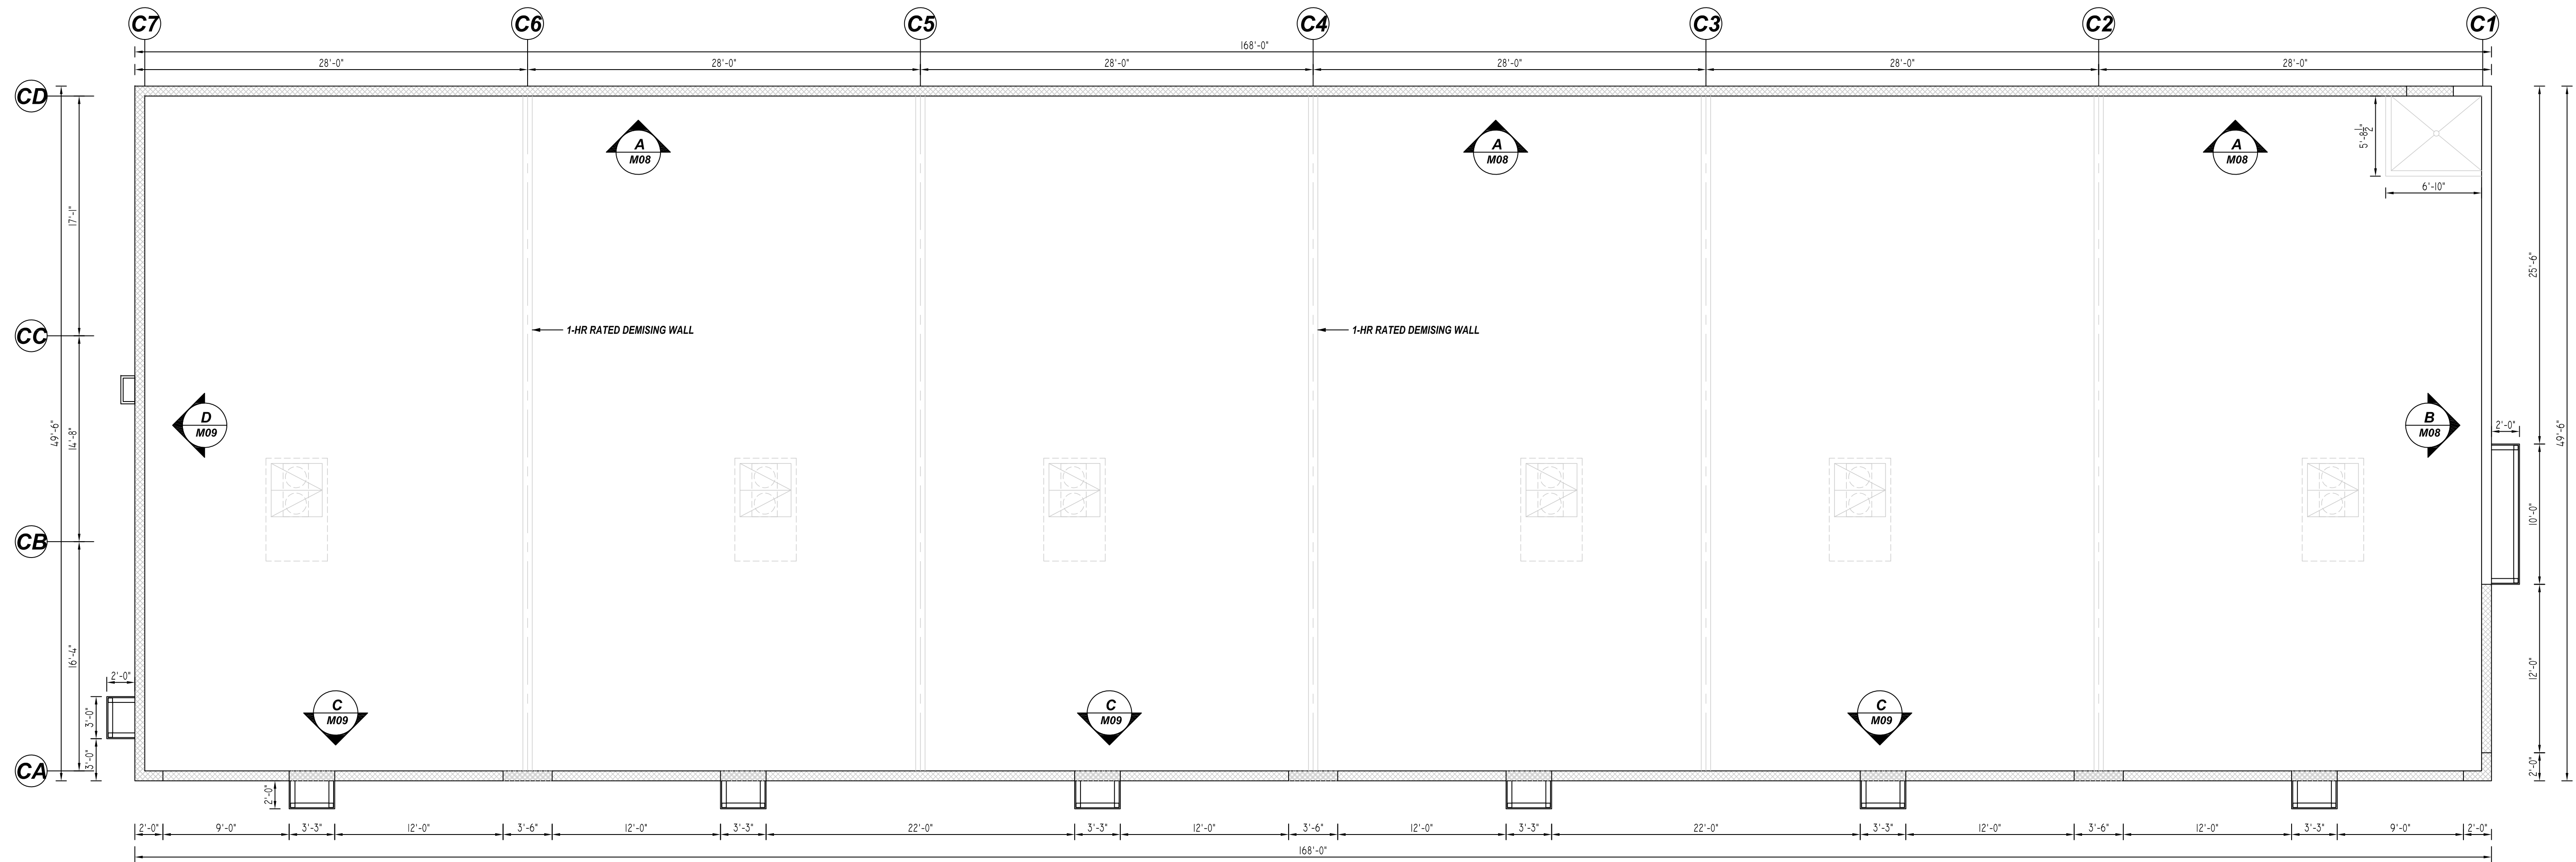 C7 C6 C5 C4 C3 C2 C1
168'-0"
28'-0" 28'-0" 28'-0" 28'-0" 28'-0" 28'-0"
CD
A
M08
A
M08
A
M08
5'-8 1/2"
6'-10"
17'-1"
25'-6"
CC
1-HR RATED DEMISING WALL
1-HR RATED DEMISING WALL
49'-6"
14'-8"
D
M09
B
M08
2'-0"
49'-6"
10'-0"
CB
16'-4"
12'-0"
2'-0"
3'-0"
3'-0"
C
M09
C
M09
C
M09
CA
2'-0"
2'-0"
2'-0" 9'-0" 3'-3" 12'-0" 3'-6" 12'-0" 3'-3" 22'-0" 3'-3" 12'-0" 3'-6" 12'-0" 3'-3" 22'-0" 3'-3" 12'-0" 3'-6" 12'-0" 3'-3" 9'-0" 2'-0"
168'-0"